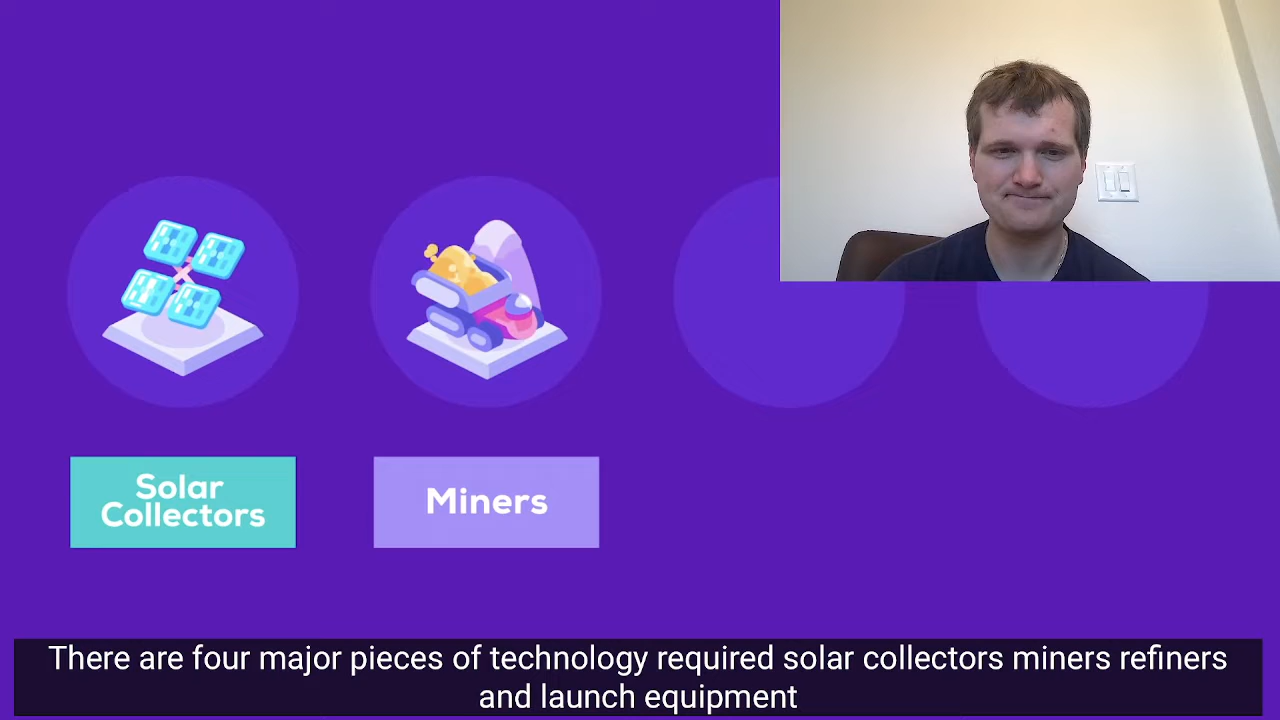 Solar
Collectors
Miners
There are four major pieces of technology required solar collectors miners refiners
and launch equipment